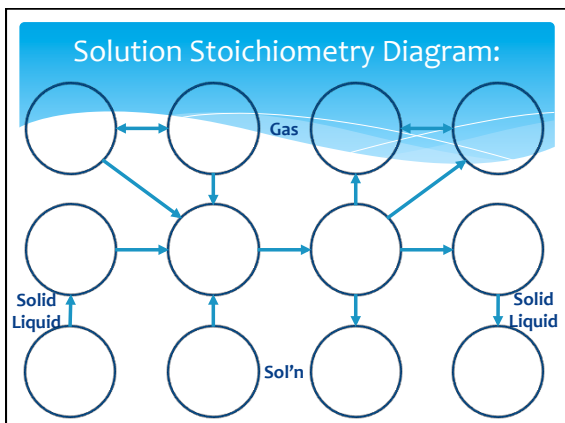 Solution Stoichiometry Diagram:
Gas
Solid
Liquid
Solid
Liquid
Sol'n